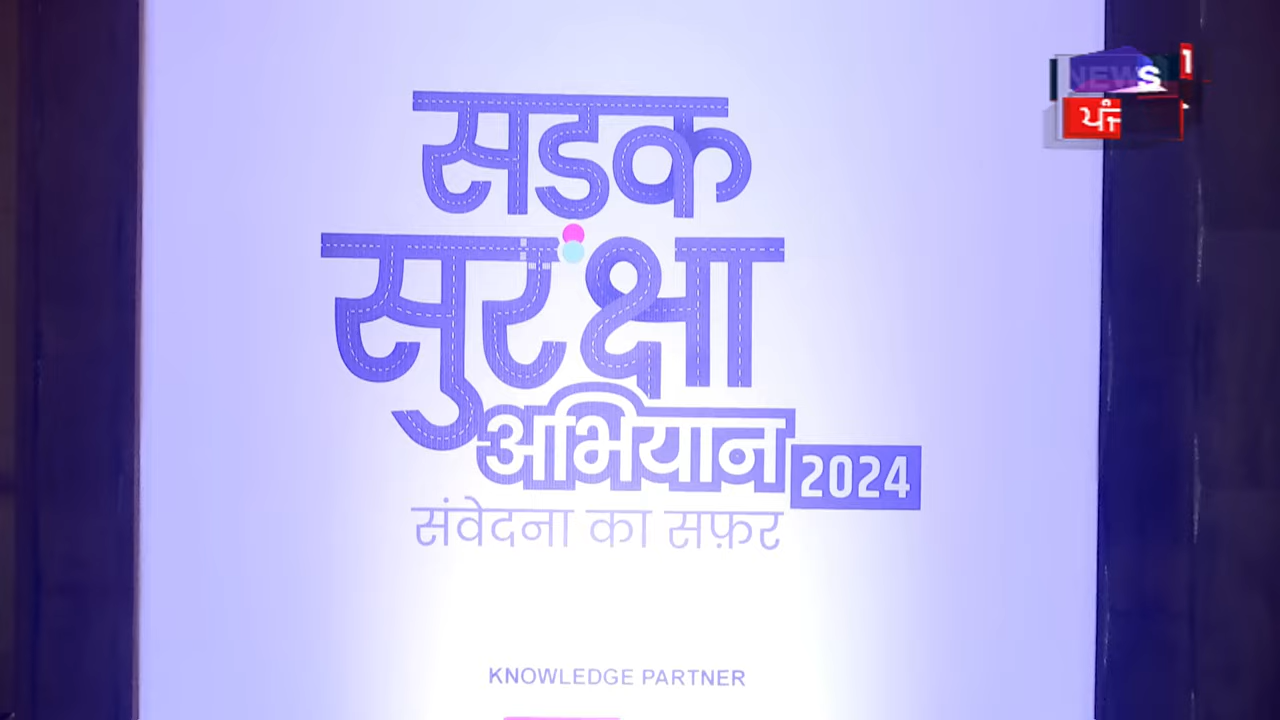 सड़क
सुरक्षा
अभियान 2024
संवेदना का सफ़र
KNOWLEDGE PARTNER
NEWS